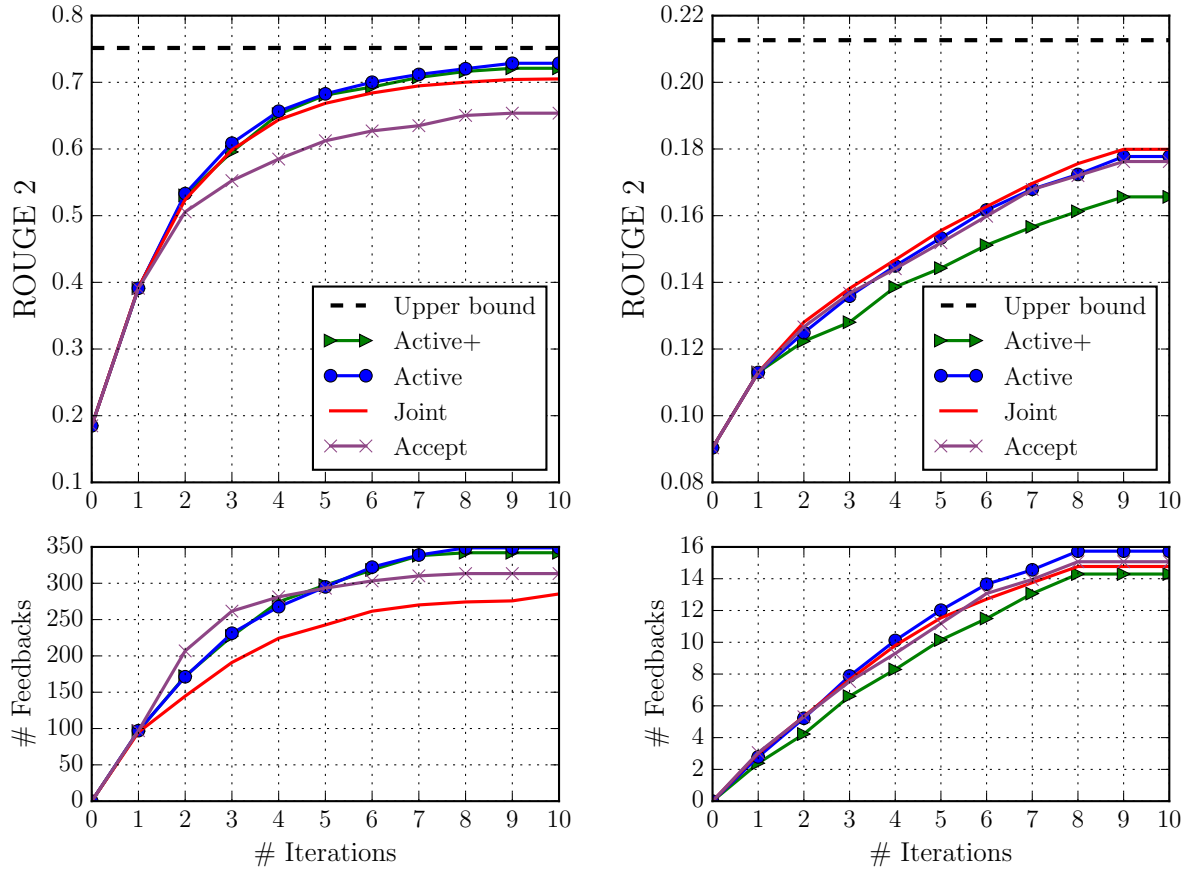 0.8
0.7
0.6
0.5
0.4
0.3
0.2
0.1
ROUGE 2
Upper bound
Active+
Active
Joint
Accept
0 1 2 3 4 5 6 7 8 9 10
0.22
0.20
0.18
0.16
0.14
0.12
0.10
0.08
ROUGE 2
Upper bound
Active+
Active
Joint
Accept
0 1 2 3 4 5 6 7 8 9 10
350
300
250
200
150
100
50
0
# Feedbacks
0 1 2 3 4 5 6 7 8 9 10
# Iterations
16
14
12
10
8
6
4
2
0
# Feedbacks
0 1 2 3 4 5 6 7 8 9 10
# Iterations